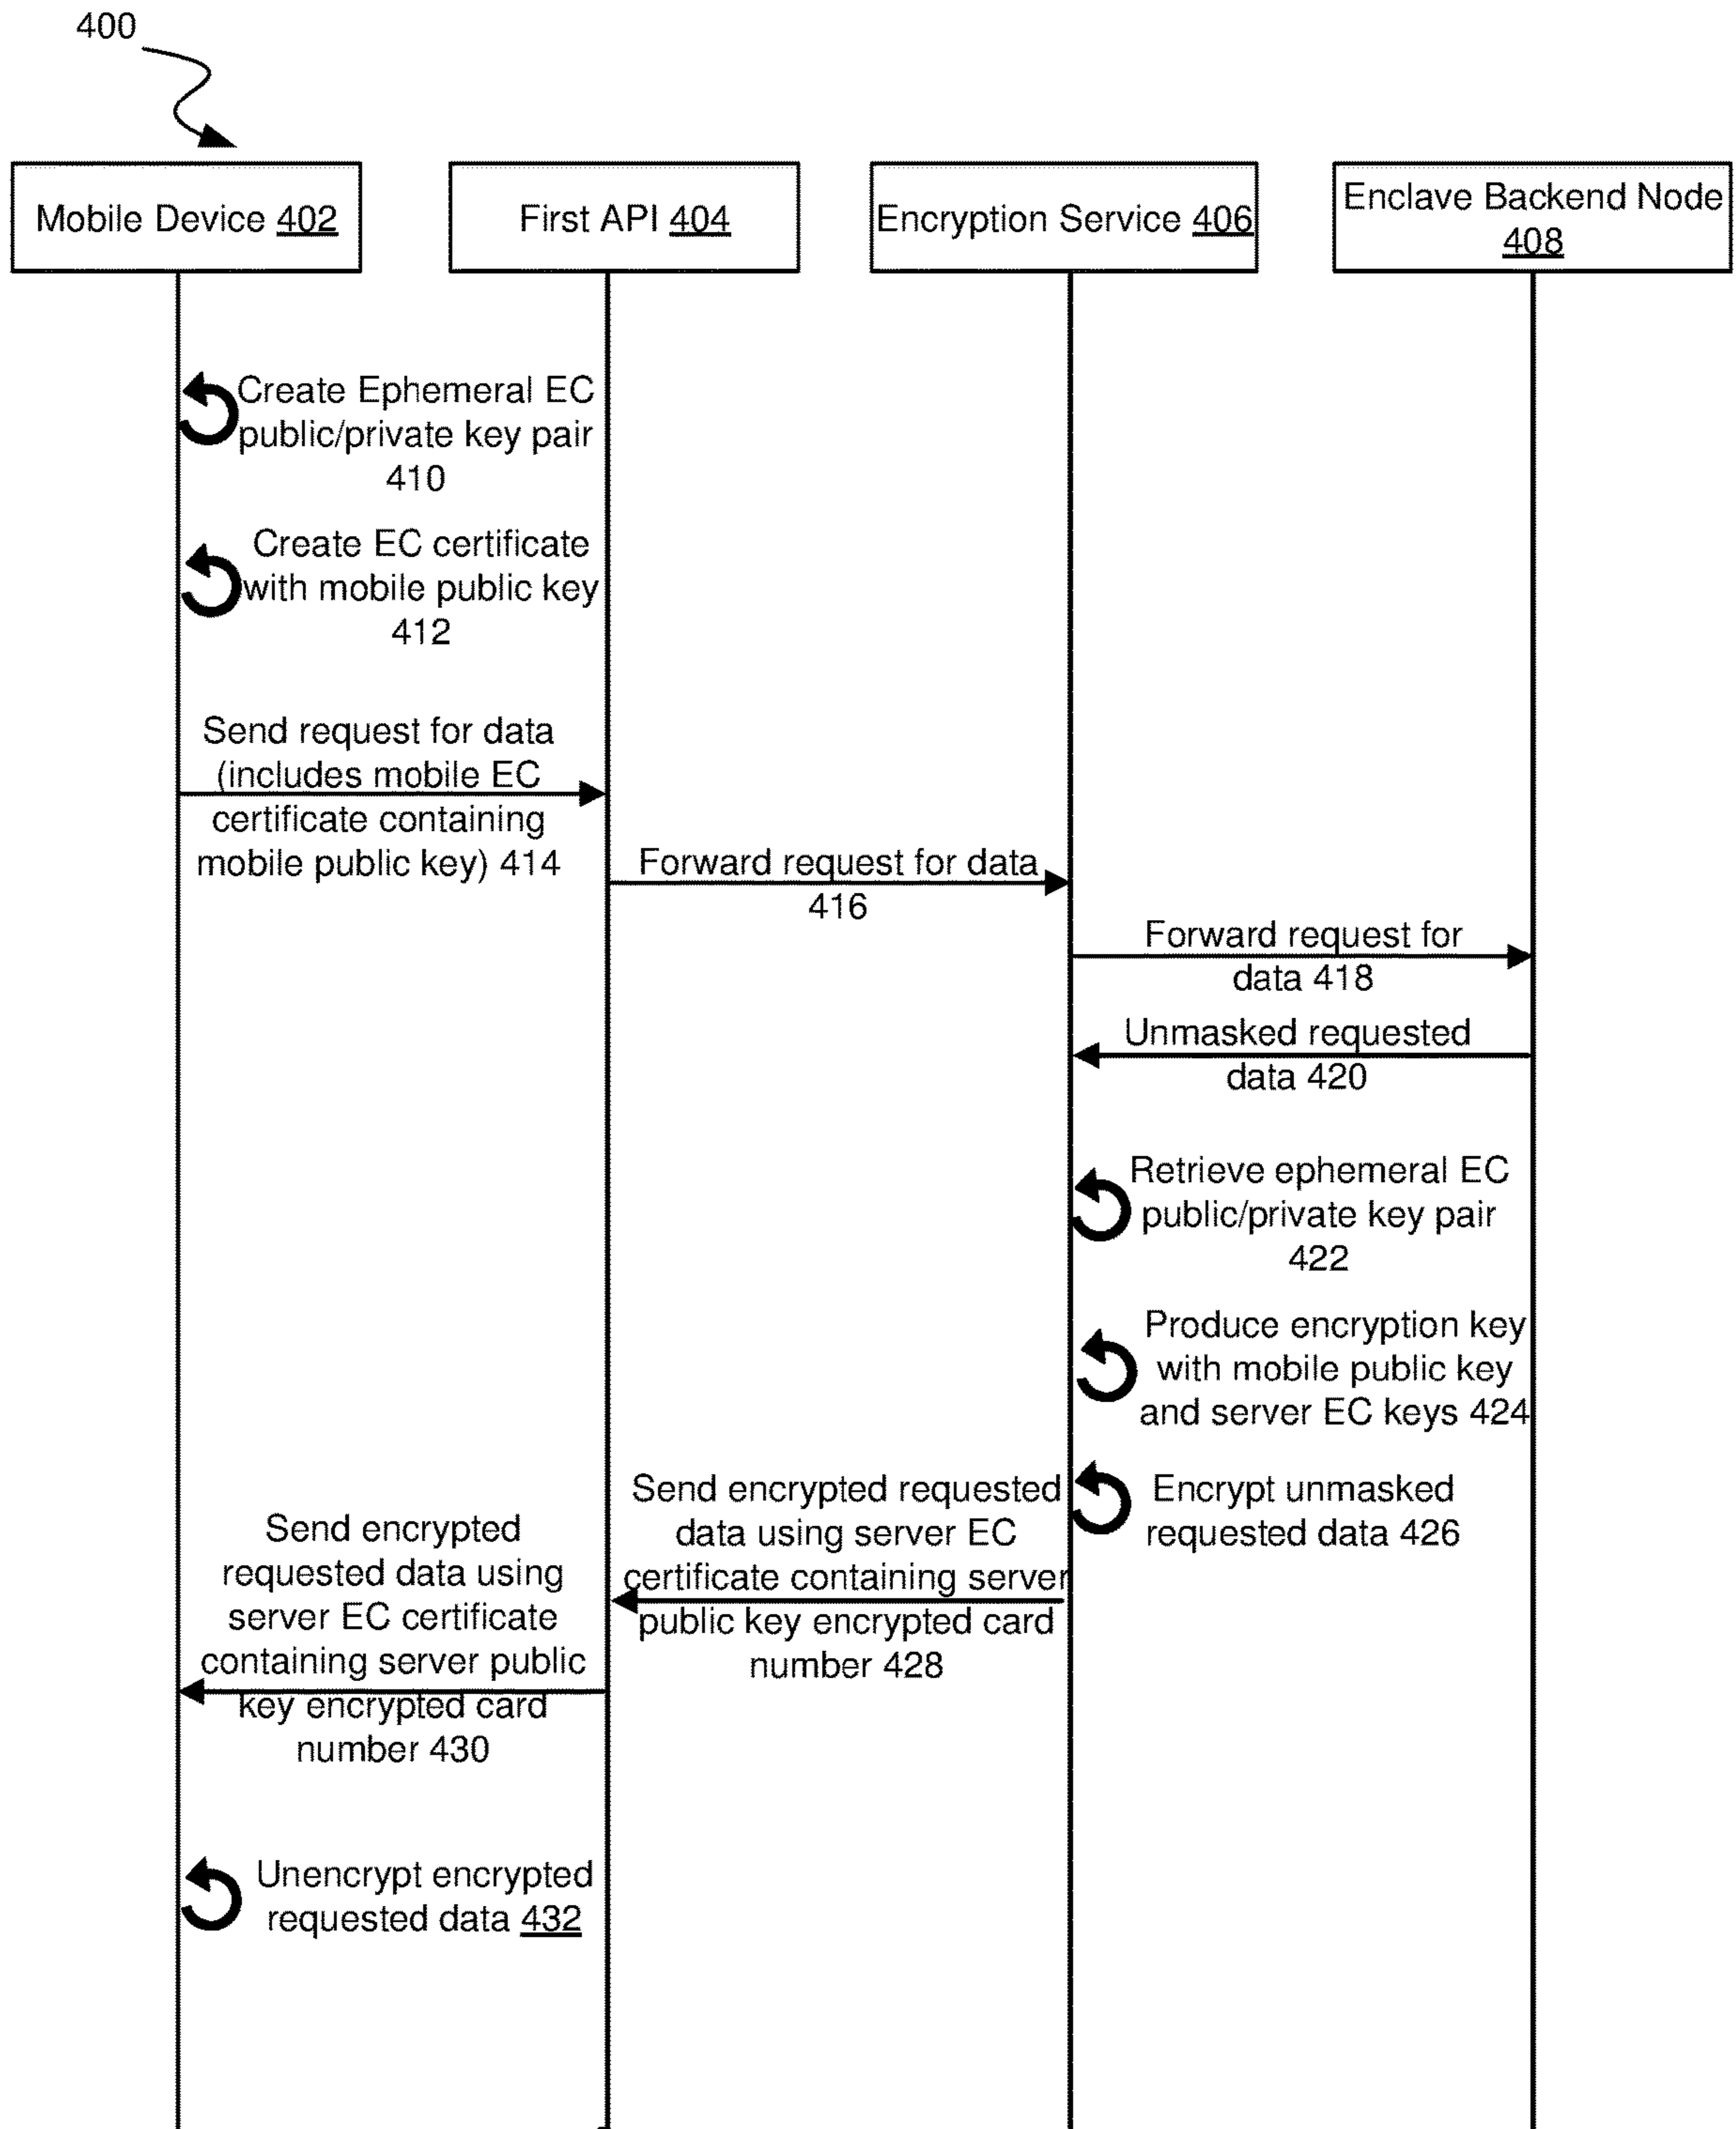 400
Mobile Device 402
First API 404
Encryption Service 406
Enclave Backend Node
408
Create Ephemeral EC
public/private key pair
410
Create EC certificate
with mobile public key
412
Send request for data
(includes mobile EC
certificate containing
mobile public key) 414
Forward request for data
416
Forward request for
data 418
Unmasked requested
data 420
Retrieve ephemeral EC
public/private key pair
422
Produce encryption key
with mobile public key
and server EC keys 424
Encrypt unmasked
requested data 426
Send encrypted requested
data using server EC
certificate containing server
public key encrypted card
number 428
Send encrypted
requested data using
server EC certificate
containing server public
key encrypted card
number 430
Unencrypt encrypted
requested data 432